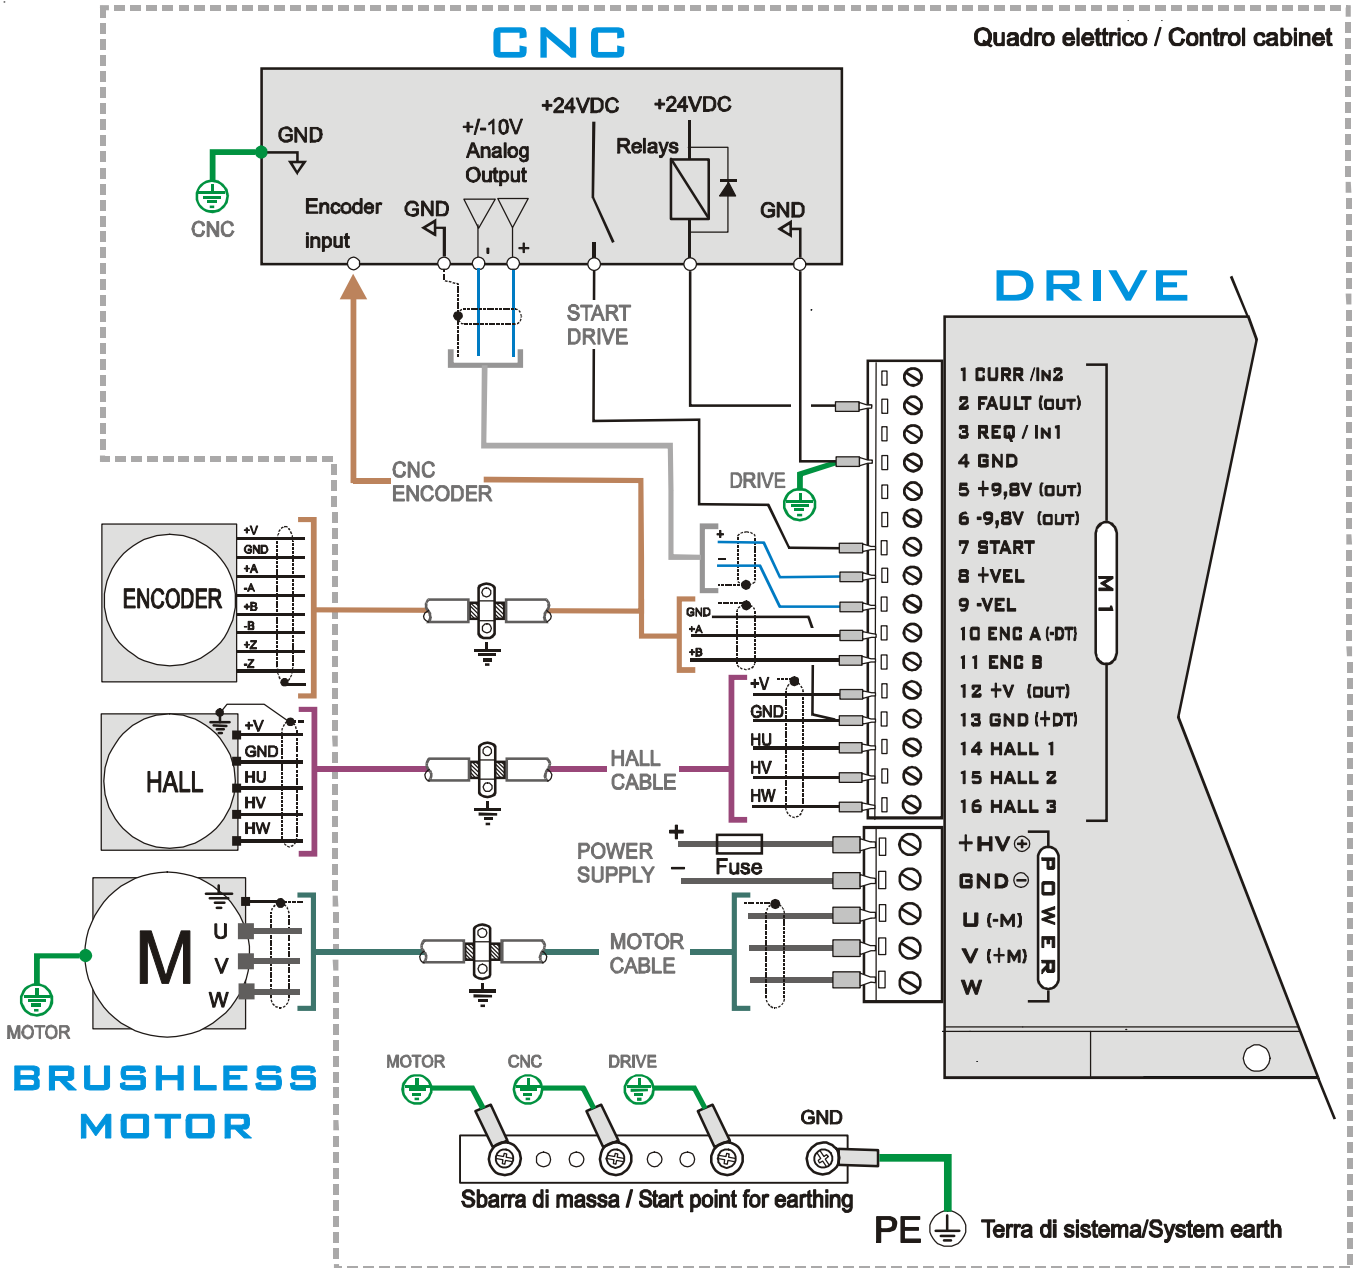 CNC
Quadro elettrico / Control cabinet
GND
+/-10V
Analog
Output
+24VDC
+24VDC
Relays
Encoder
input
GND
GND
CNC
-
+
START
DRIVE
DRIVE
CNC
ENCODER
DRIVE
1 CURR /IN2
2 FAULT (OUT)
3 REQ / IN1
4 GND
5 +9,8V (OUT)
6 -9,8V (OUT)
7 START
8 +VEL
9 -VEL
10 ENC A (-DT)
11 ENC B
12 +V (OUT)
13 GND (+DT)
14 HALL 1
15 HALL 2
16 HALL 3
M1
ENCODER
+V
GND
+A
-A
+B
-B
+Z
-Z
+
-
GND
+A
+B
HALL
+V
GND
HU
HV
HW
HALL
CABLE
+V
GND
HU
HV
HW
POWER
SUPPLY
+
-
Fuse
+HV +
GND -
U (-M)
V (+M)
W
POWER
M
U
V
W
MOTOR
CABLE
MOTOR
BRUSHLESS
MOTOR
MOTOR
CNC
DRIVE
GND
Sbarra di massa / Start point for earthing
PE
Terra di sistema/System earth